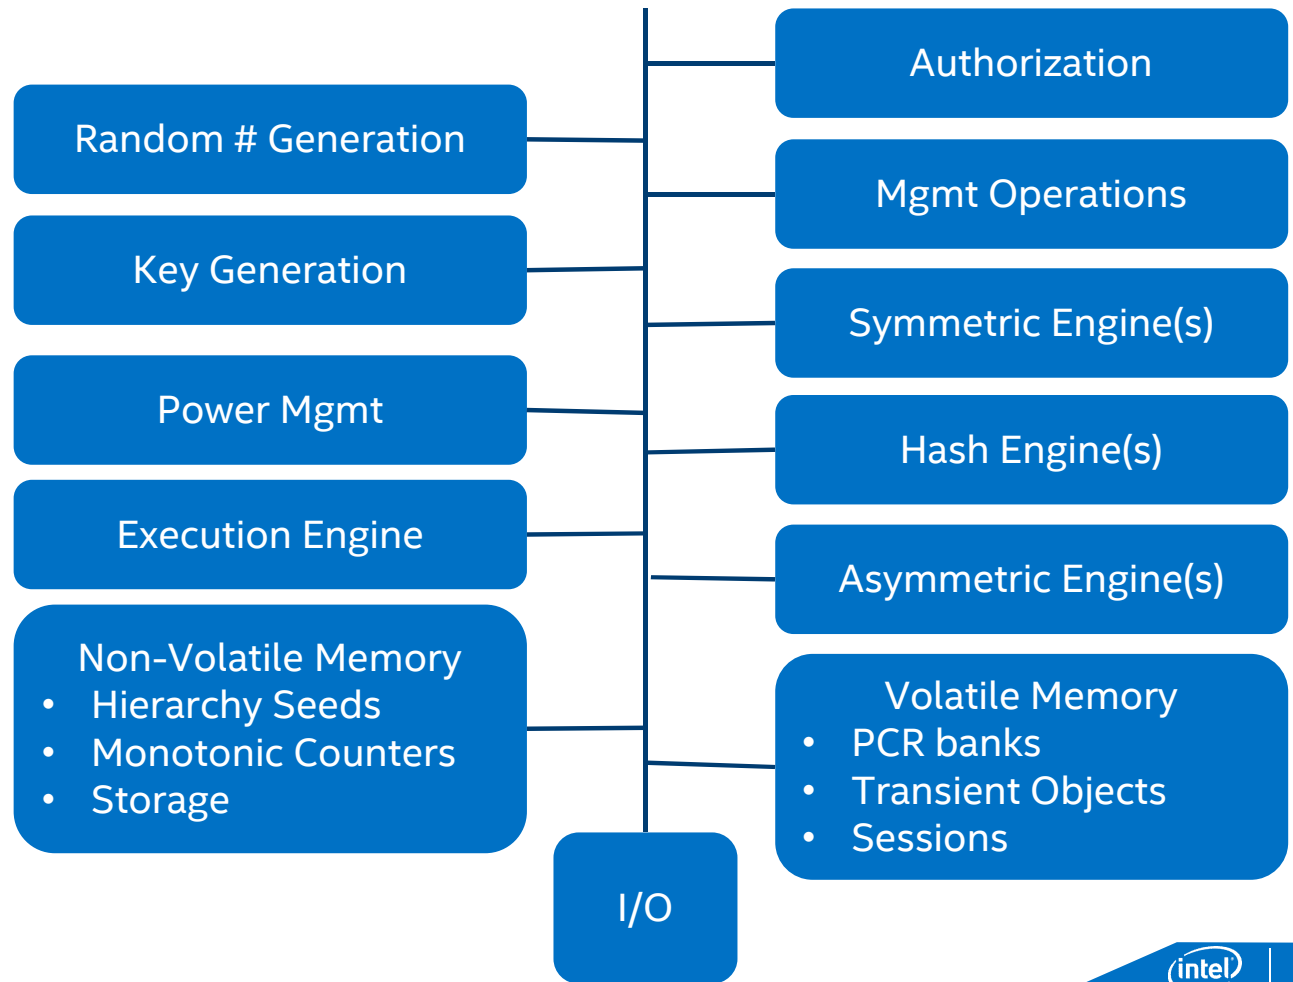 Random # Generation
Key Generation
Power Mgmt
Execution Engine
Non-Volatile Memory
• Hierarchy Seeds
• Monotonic Counters
• Storage
Authorization
Mgmt Operations
Symmetric Engine(s)
Hash Engine(s)
Asymmetric Engine(s)
Volatile Memory
• PCR banks
• Transient Objects
• Sessions
I/O
intel